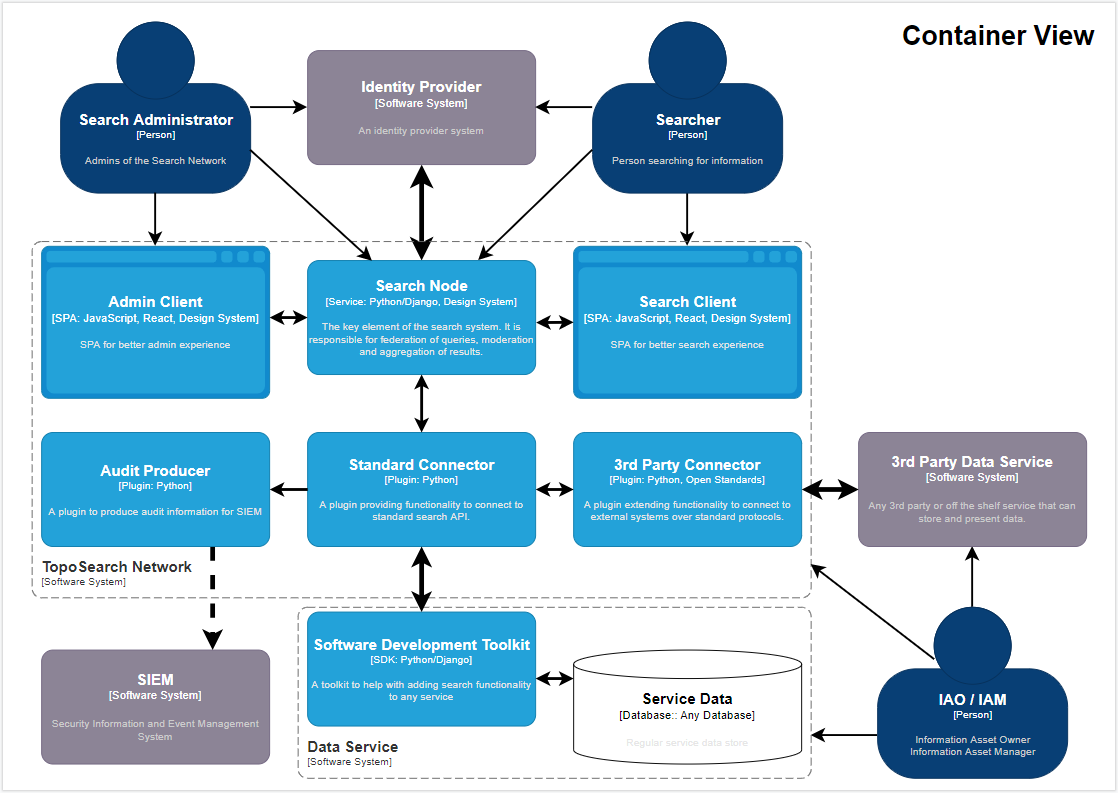 Container View
Search Administrator
[Person]
Admins of the Search Network
Identity Provider
[Software System]
An identity provider system
Searcher
[Person]
Person searching for information
Admin Client
[SPA: JavaScript, React, Design System]
SPA for better admin experience
Search Node
[Service: Python/Django, Design System]
The key element of the search system. It is
responsible for federation of queries, moderation
and aggregation of results.
Search Client
[SPA: JavaScript, React, Design System]
SPA for better search experience
Audit Producer
[Plugin: Python]
A plugin to produce audit information for SIEM
Standard Connector
[Plugin: Python]
A plugin providing functionality to connect to
standard search API.
3rd Party Connector
[Plugin: Python, Open Standards]
A plugin extending functionality to connect to
external systems over standard protocols.
3rd Party Data Service
[Software System]
Any 3rd party or off the shelf service that can
store and present data.
TopoSearch Network
[Software System]
SIEM
[Software System]
Security Information and Event Management
System
Software Development Toolkit
[SDK: Python/Django]
A toolkit to help with adding search functionality
to any service
Service Data
[Database:: Any Database]
Regular service data store
Data Service
[Software System]
IAO / IAM
[Person]
Information Asset Owner
Information Asset Manager